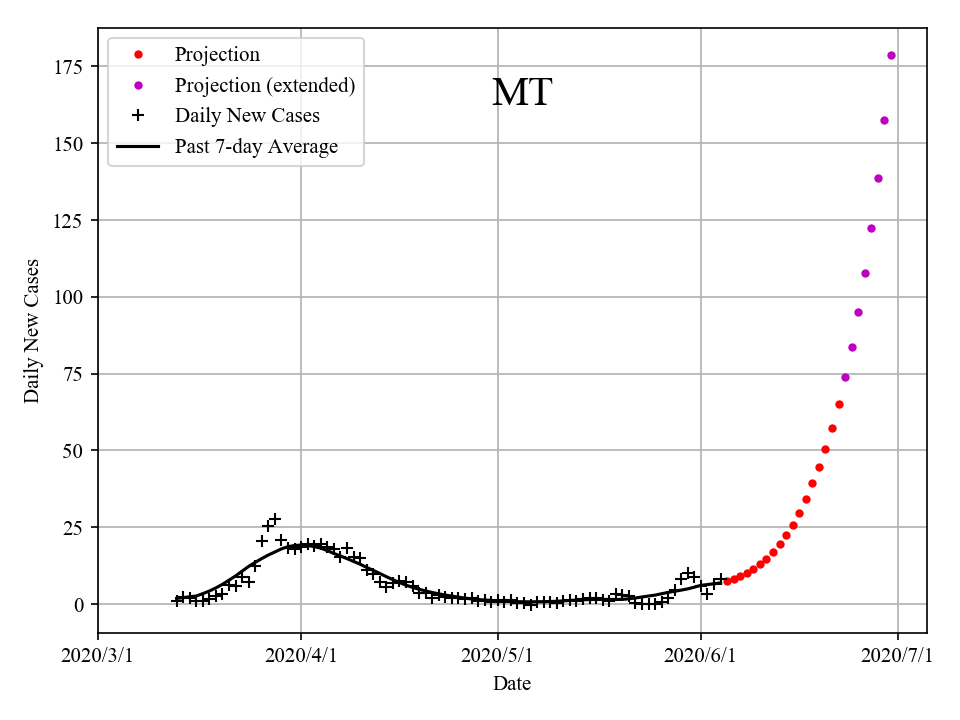 MT
Projection
Projection (extended)
Daily New Cases
Past 7-day Average
175
150
125
100
75
50
25
0
Daily New Cases
2020/3/1 2020/4/1 2020/5/1 2020/6/1 2020/7/1
Date